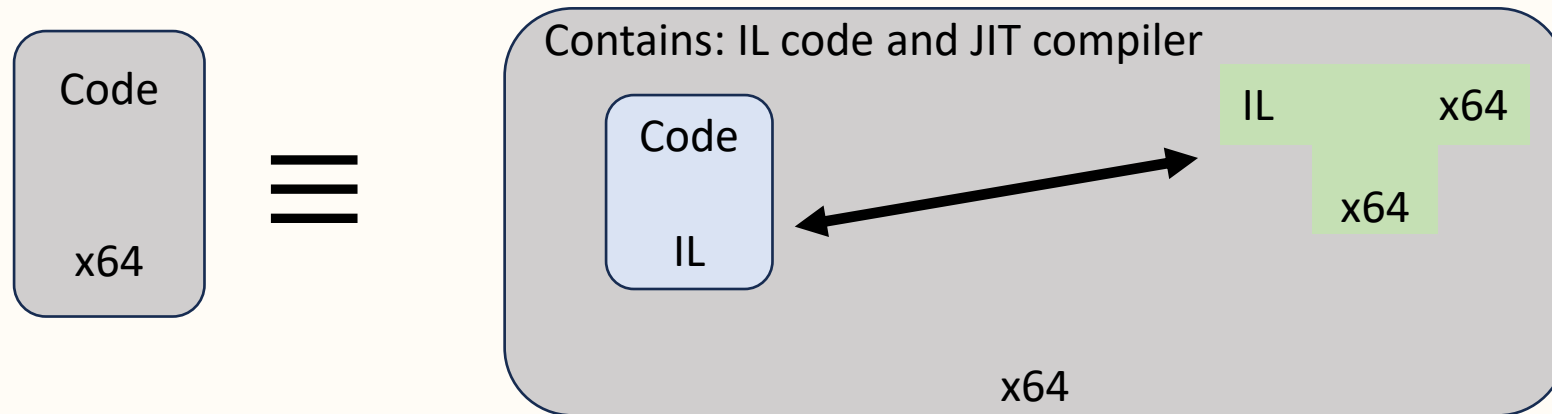 Code
x64
Contains: IL code and JIT compiler
Code
IL
IL x64
x64
x64